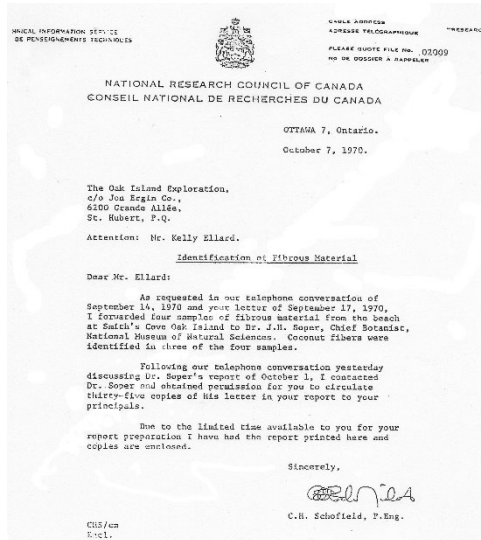 HNICAL INFORMATION SERVICE
DE RENSEIGNEMENTS TECHNIQUES
CABLE ADDRESS
ADRESSE TÉLÉGRAPHIQUE
"RESEARC
PLEASE QUOTE FILE No. 02009
NO DE DOSSIER À RAPPELER
NATIONAL RESEARCH COUNCIL OF CANADA
CONSEIL NATIONAL DE RECHERCHES DU CANADA
OTTAWA 7, Ontario.
October 7, 1970.
The Oak Island Exploration,
c/o Jon Ergin Co.,
6200 Grande Allée,
St. Hubert, P.Q.
Attention: Mr. Kelly Ellard.
Identification of Fibrous Material
Dear Mr. Ellard:
As requested in our telephone conversation of
September 14, 1970 and your letter of September 17, 1970,
I forwarded four samples of fibrous material from the beach
at Smith's Cove Oak Island to Dr. J.H. Soper, Chief Botanist,
National Museum of Natural Sciences. Coconut fibers were
identified in three of the four samples.
Following our telephone conversation yesterday
discussing Dr. Soper's report of October 1, I contacted
Dr. Soper and obtained permission for you to circulate
thirty-five copies of his letter in your report to your
principals.
Due to the limited time available to you for your
report preparation I have had the report printed here and
copies are enclosed.
Sincerely,
C.H. Schofield, P.Eng.
CHS/cm
Encl.